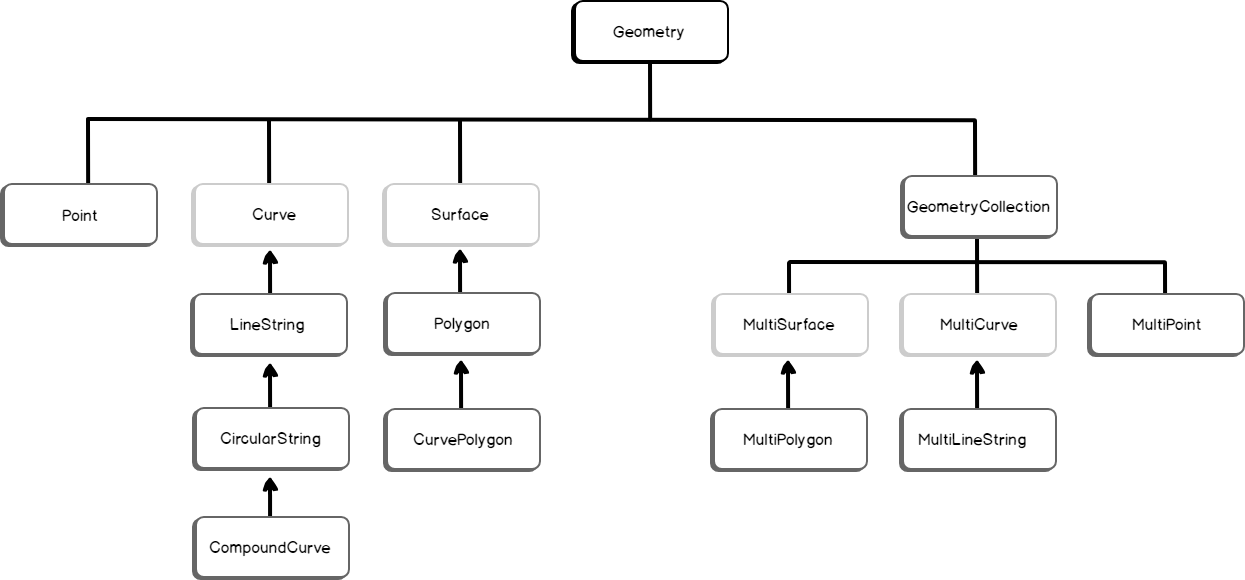 Geometry
Point
Curve
Surface
GeometryCollection
LineString
Polygon
MultiSurface
MultiCurve
MultiPoint
CircularString
CurvePolygon
MultiPolygon
MultiLineString
CompoundCurve